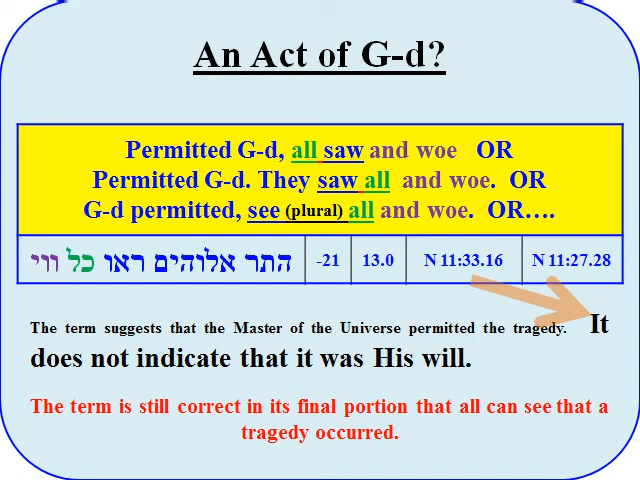 An Act of G-d?
Permitted G-d, all saw and woe OR
Permitted G-d. They saw all and woe. OR
G-d permitted, see (plural) all and woe. OR….
התר אלוהים ראו כל ווי -21 13.0 N 11:33.16 N 11:27.28
The term suggests that the Master of the Universe permitted the tragedy. It
does not indicate that it was His will.
The term is still correct in its final portion that all can see that a
tragedy occurred.